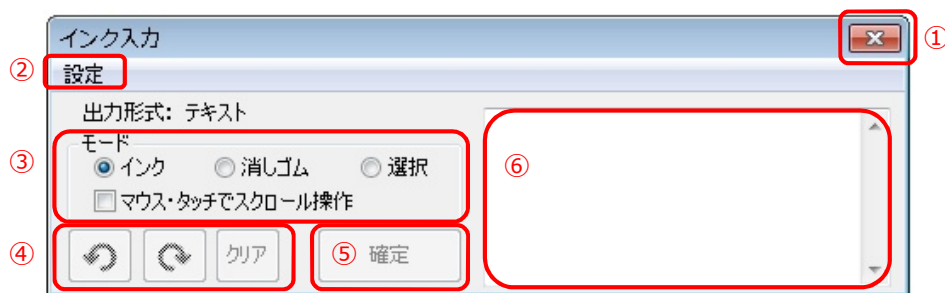 インク入力
①
② 設定
出力形式: テキスト
モード
③ インク 消しゴム 選択 ⑥
マウス・タッチでスクロール操作
④ クリア ⑤ 確定